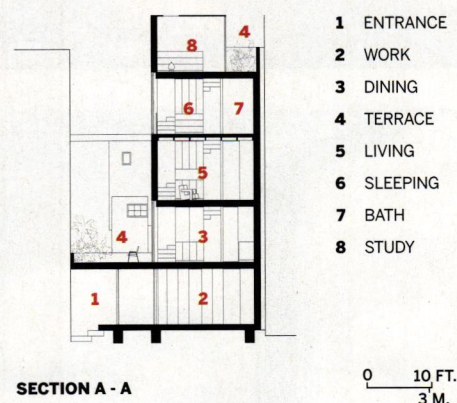 8
4
6
7
5
4
3
1
2
1 ENTRANCE
2 WORK
3 DINING
4 TERRACE
5 LIVING
6 SLEEPING
7 BATH
8 STUDY
SECTION A - A
0 10 FT.
3 M.